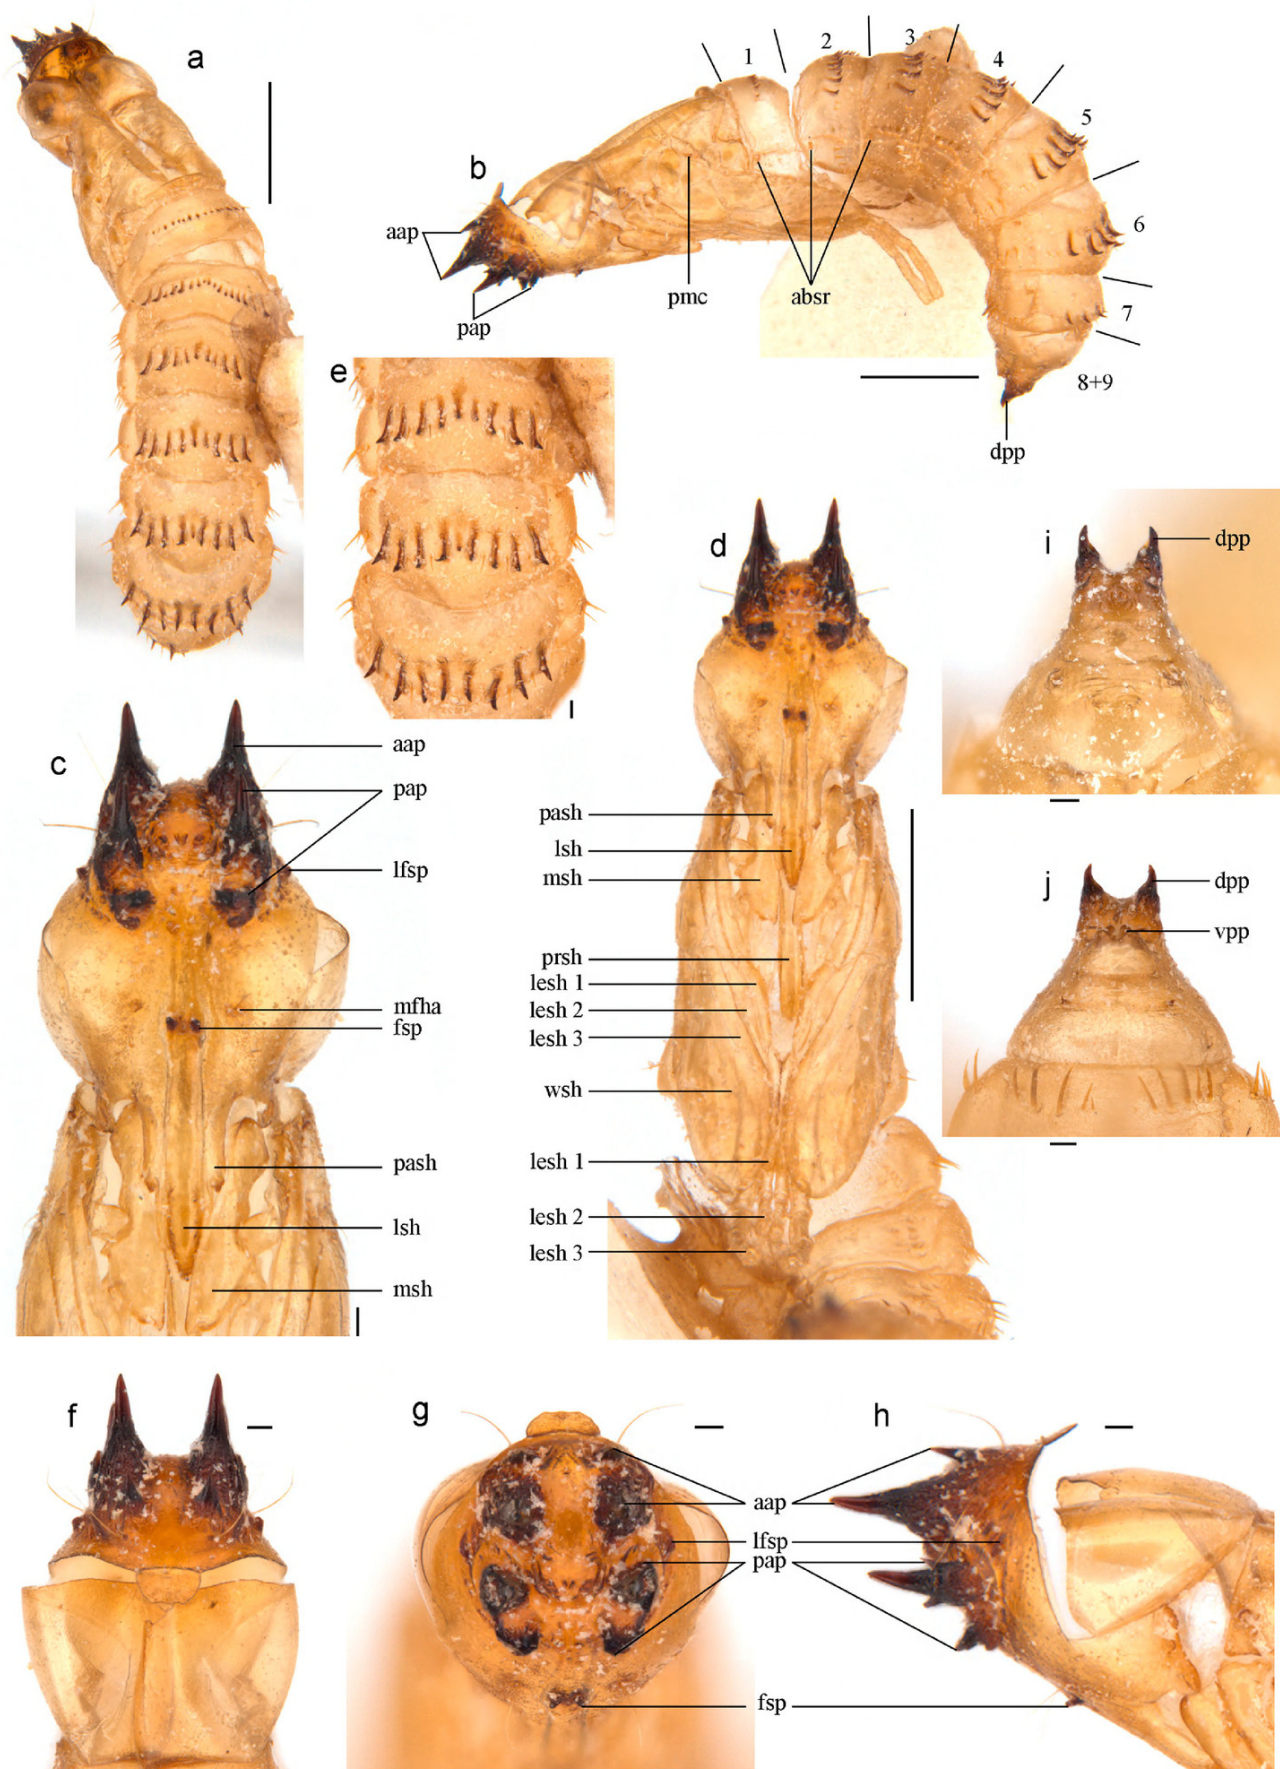 a
b
1
2
3
4
5
6
7
8+9
aap
pap
pmc
absr
dpp
e
c
aap
pap
lfsp
mfha
fsp
pash
lsh
msh
d
pash
lsh
msh
prsh
lesh 1
lesh 2
lesh 3
wsh
lesh 1
lesh 2
lesh 3
i
dpp
j
dpp
vpp
f
g
h
aap
lfsp
pap
fsp